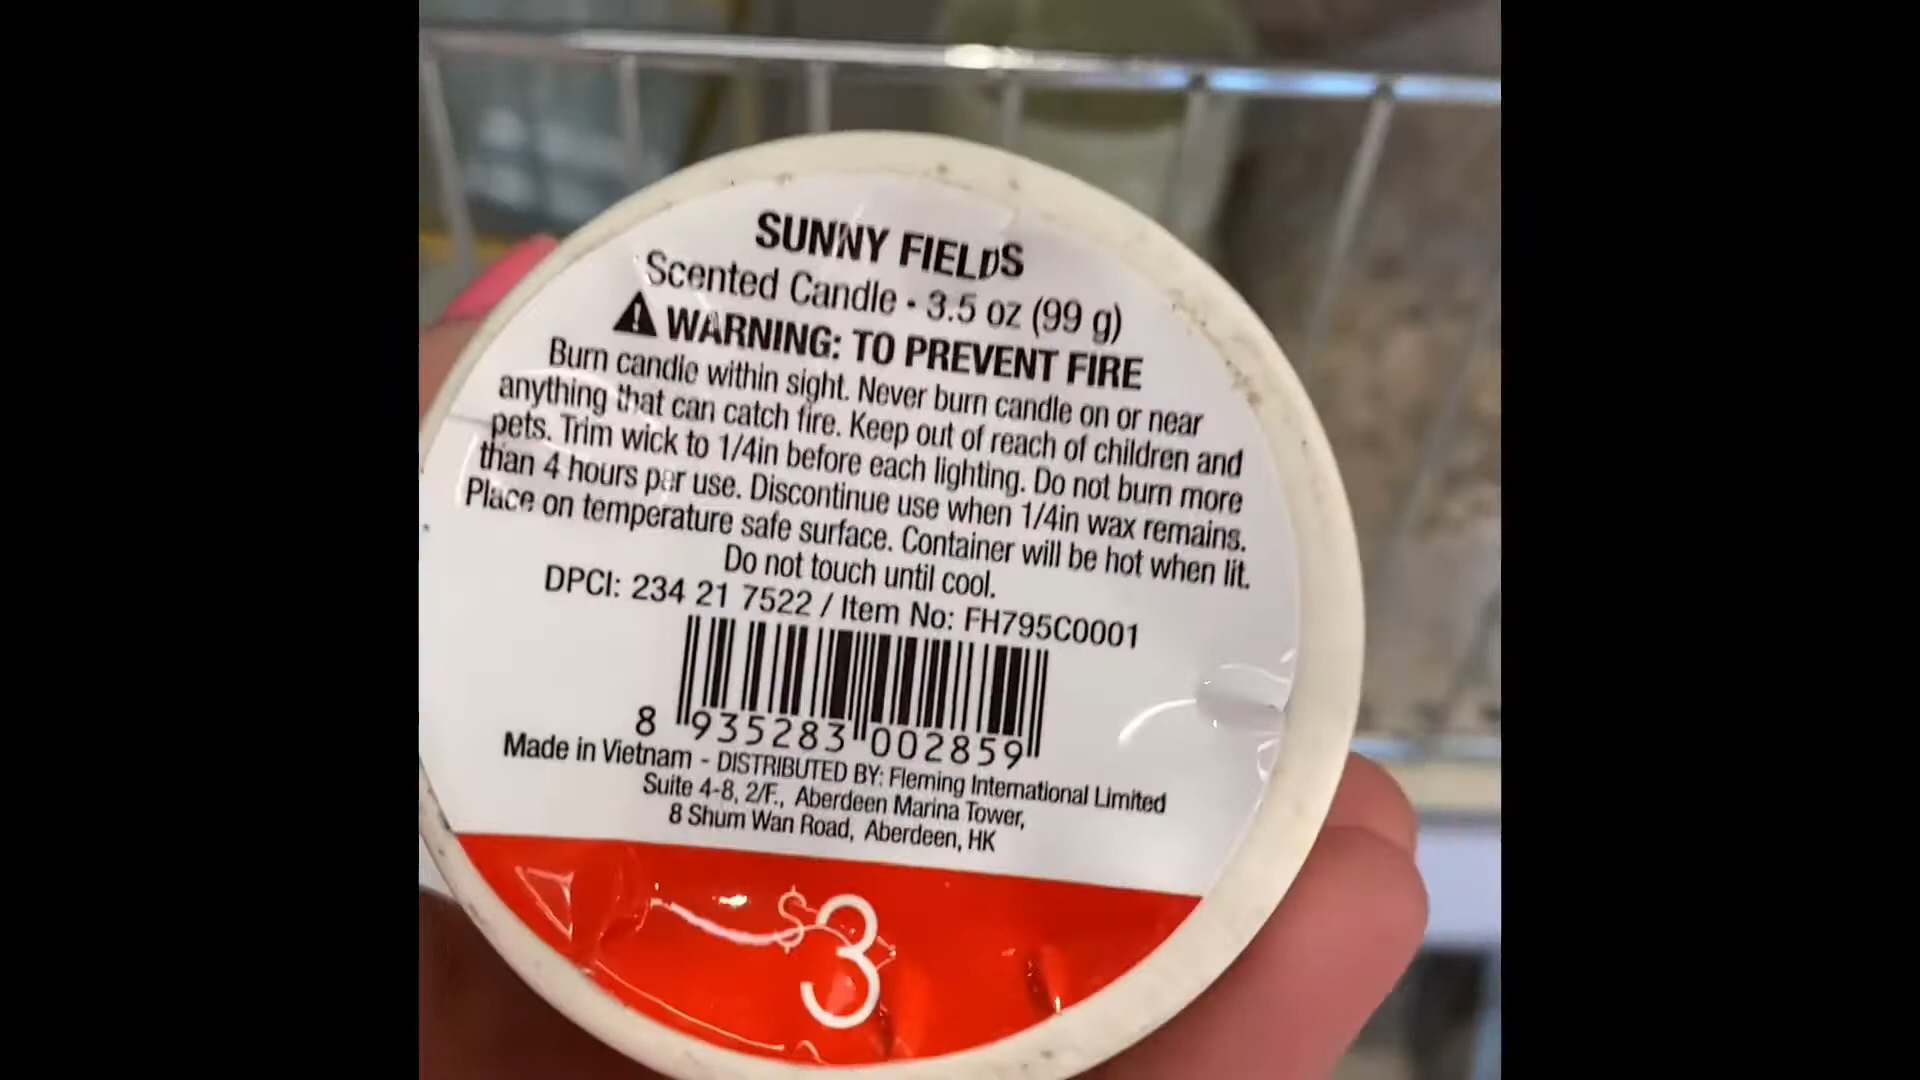 SUNNY FIELDS
Scented Candle - 3.5 oz (99 g)
⚠ WARNING: TO PREVENT FIRE
Burn candle within sight. Never burn candle on or near
anything that can catch fire. Keep out of reach of children and
pets. Trim wick to 1/4in before each lighting. Do not burn more
than 4 hours per use. Discontinue use when 1/4in wax remains.
Place on temperature safe surface. Container will be hot when lit.
Do not touch until cool.
DPCI: 234 21 7522 / Item No: FH795C0001
8 935283 002859
Made in Vietnam - DISTRIBUTED BY: Fleming International Limited
Suite 4-8, 2/F., Aberdeen Marina Tower,
8 Shum Wan Road, Aberdeen, HK
$3